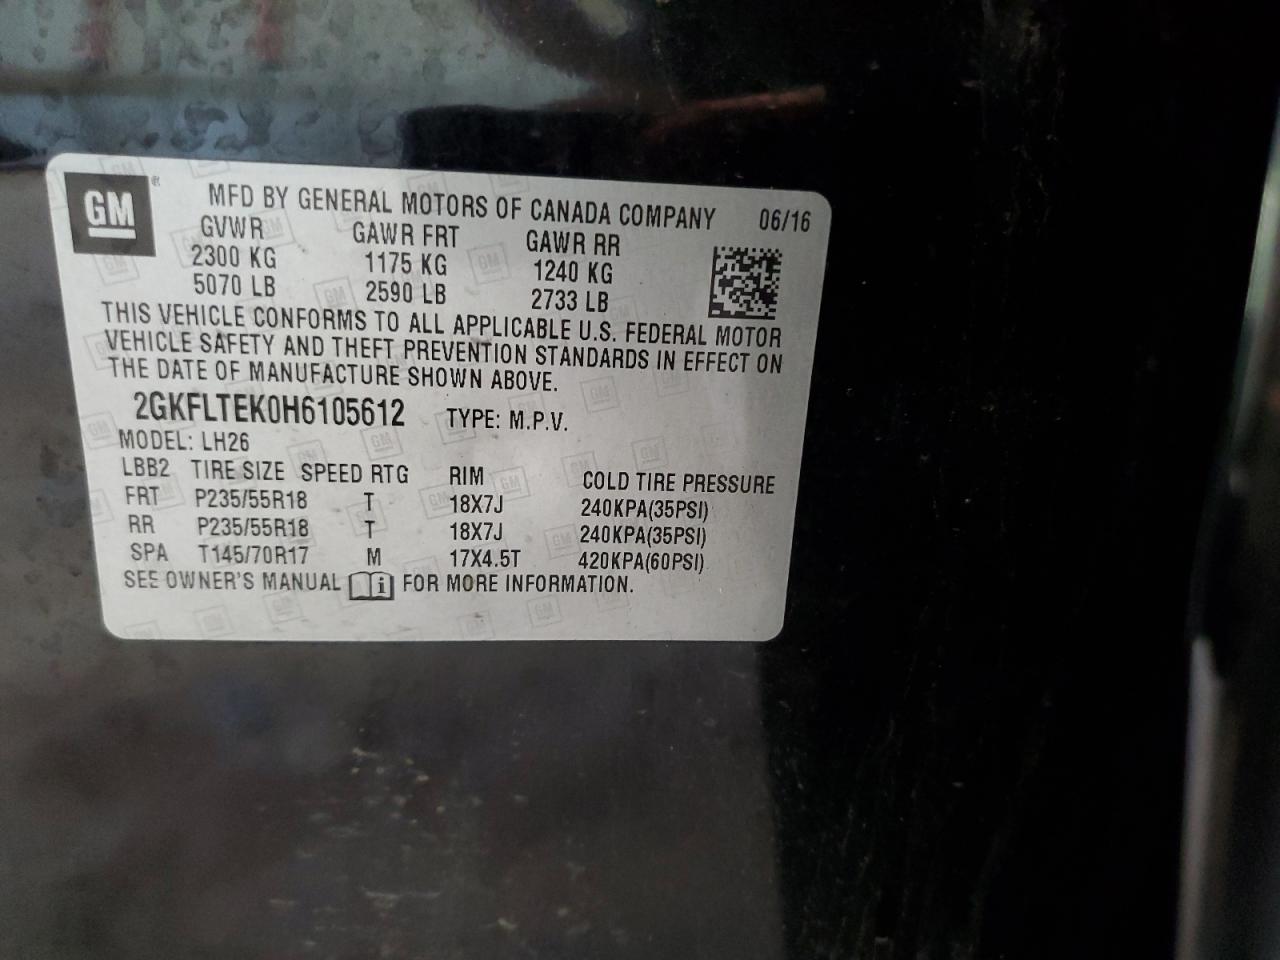 GM ®
MFD BY GENERAL MOTORS OF CANADA COMPANY 06/16
GVWR GAWR FRT GAWR RR
2300 KG 1175 KG 1240 KG
5070 LB 2590 LB 2733 LB
THIS VEHICLE CONFORMS TO ALL APPLICABLE U.S. FEDERAL MOTOR
VEHICLE SAFETY AND THEFT PREVENTION STANDARDS IN EFFECT ON
THE DATE OF MANUFACTURE SHOWN ABOVE.
2GKFLTEK0H6105612 TYPE: M.P.V.
MODEL: LH26
LBB2 TIRE SIZE SPEED RTG RIM COLD TIRE PRESSURE
FRT P235/55R18 T 18X7J 240KPA(35PSI)
RR P235/55R18 T 18X7J 240KPA(35PSI)
SPA T145/70R17 M 17X4.5T 420KPA(60PSI)
SEE OWNER'S MANUAL i FOR MORE INFORMATION.